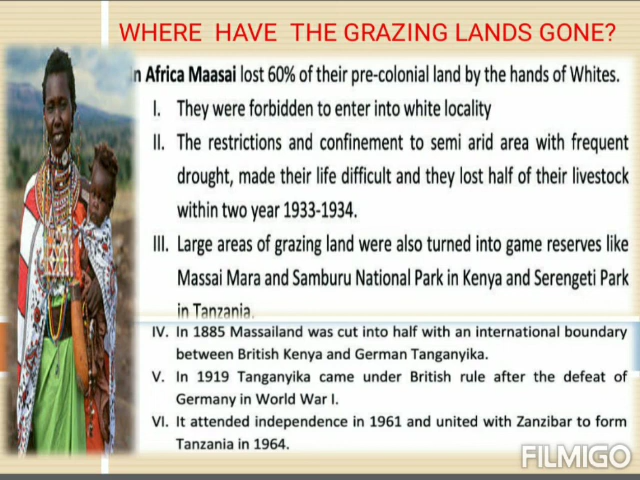 WHERE HAVE THE GRAZING LANDS GONE?
n Africa Maasai lost 60% of their pre-colonial land by the hands of Whites.
I. They were forbidden to enter into white locality
II. The restrictions and confinement to semi arid area with frequent
drought, made their life difficult and they lost half of their livestock
within two year 1933-1934.
III. Large areas of grazing land were also turned into game reserves like
Massai Mara and Samburu National Park in Kenya and Serengeti Park
in Tanzania.
IV. In 1885 Massailand was cut into half with an international boundary
between British Kenya and German Tanganyika.
V. In 1919 Tanganyika came under British rule after the defeat of
Germany in World War I.
VI. It attended independence in 1961 and united with Zanzibar to form
Tanzania in 1964.
FILMIGO